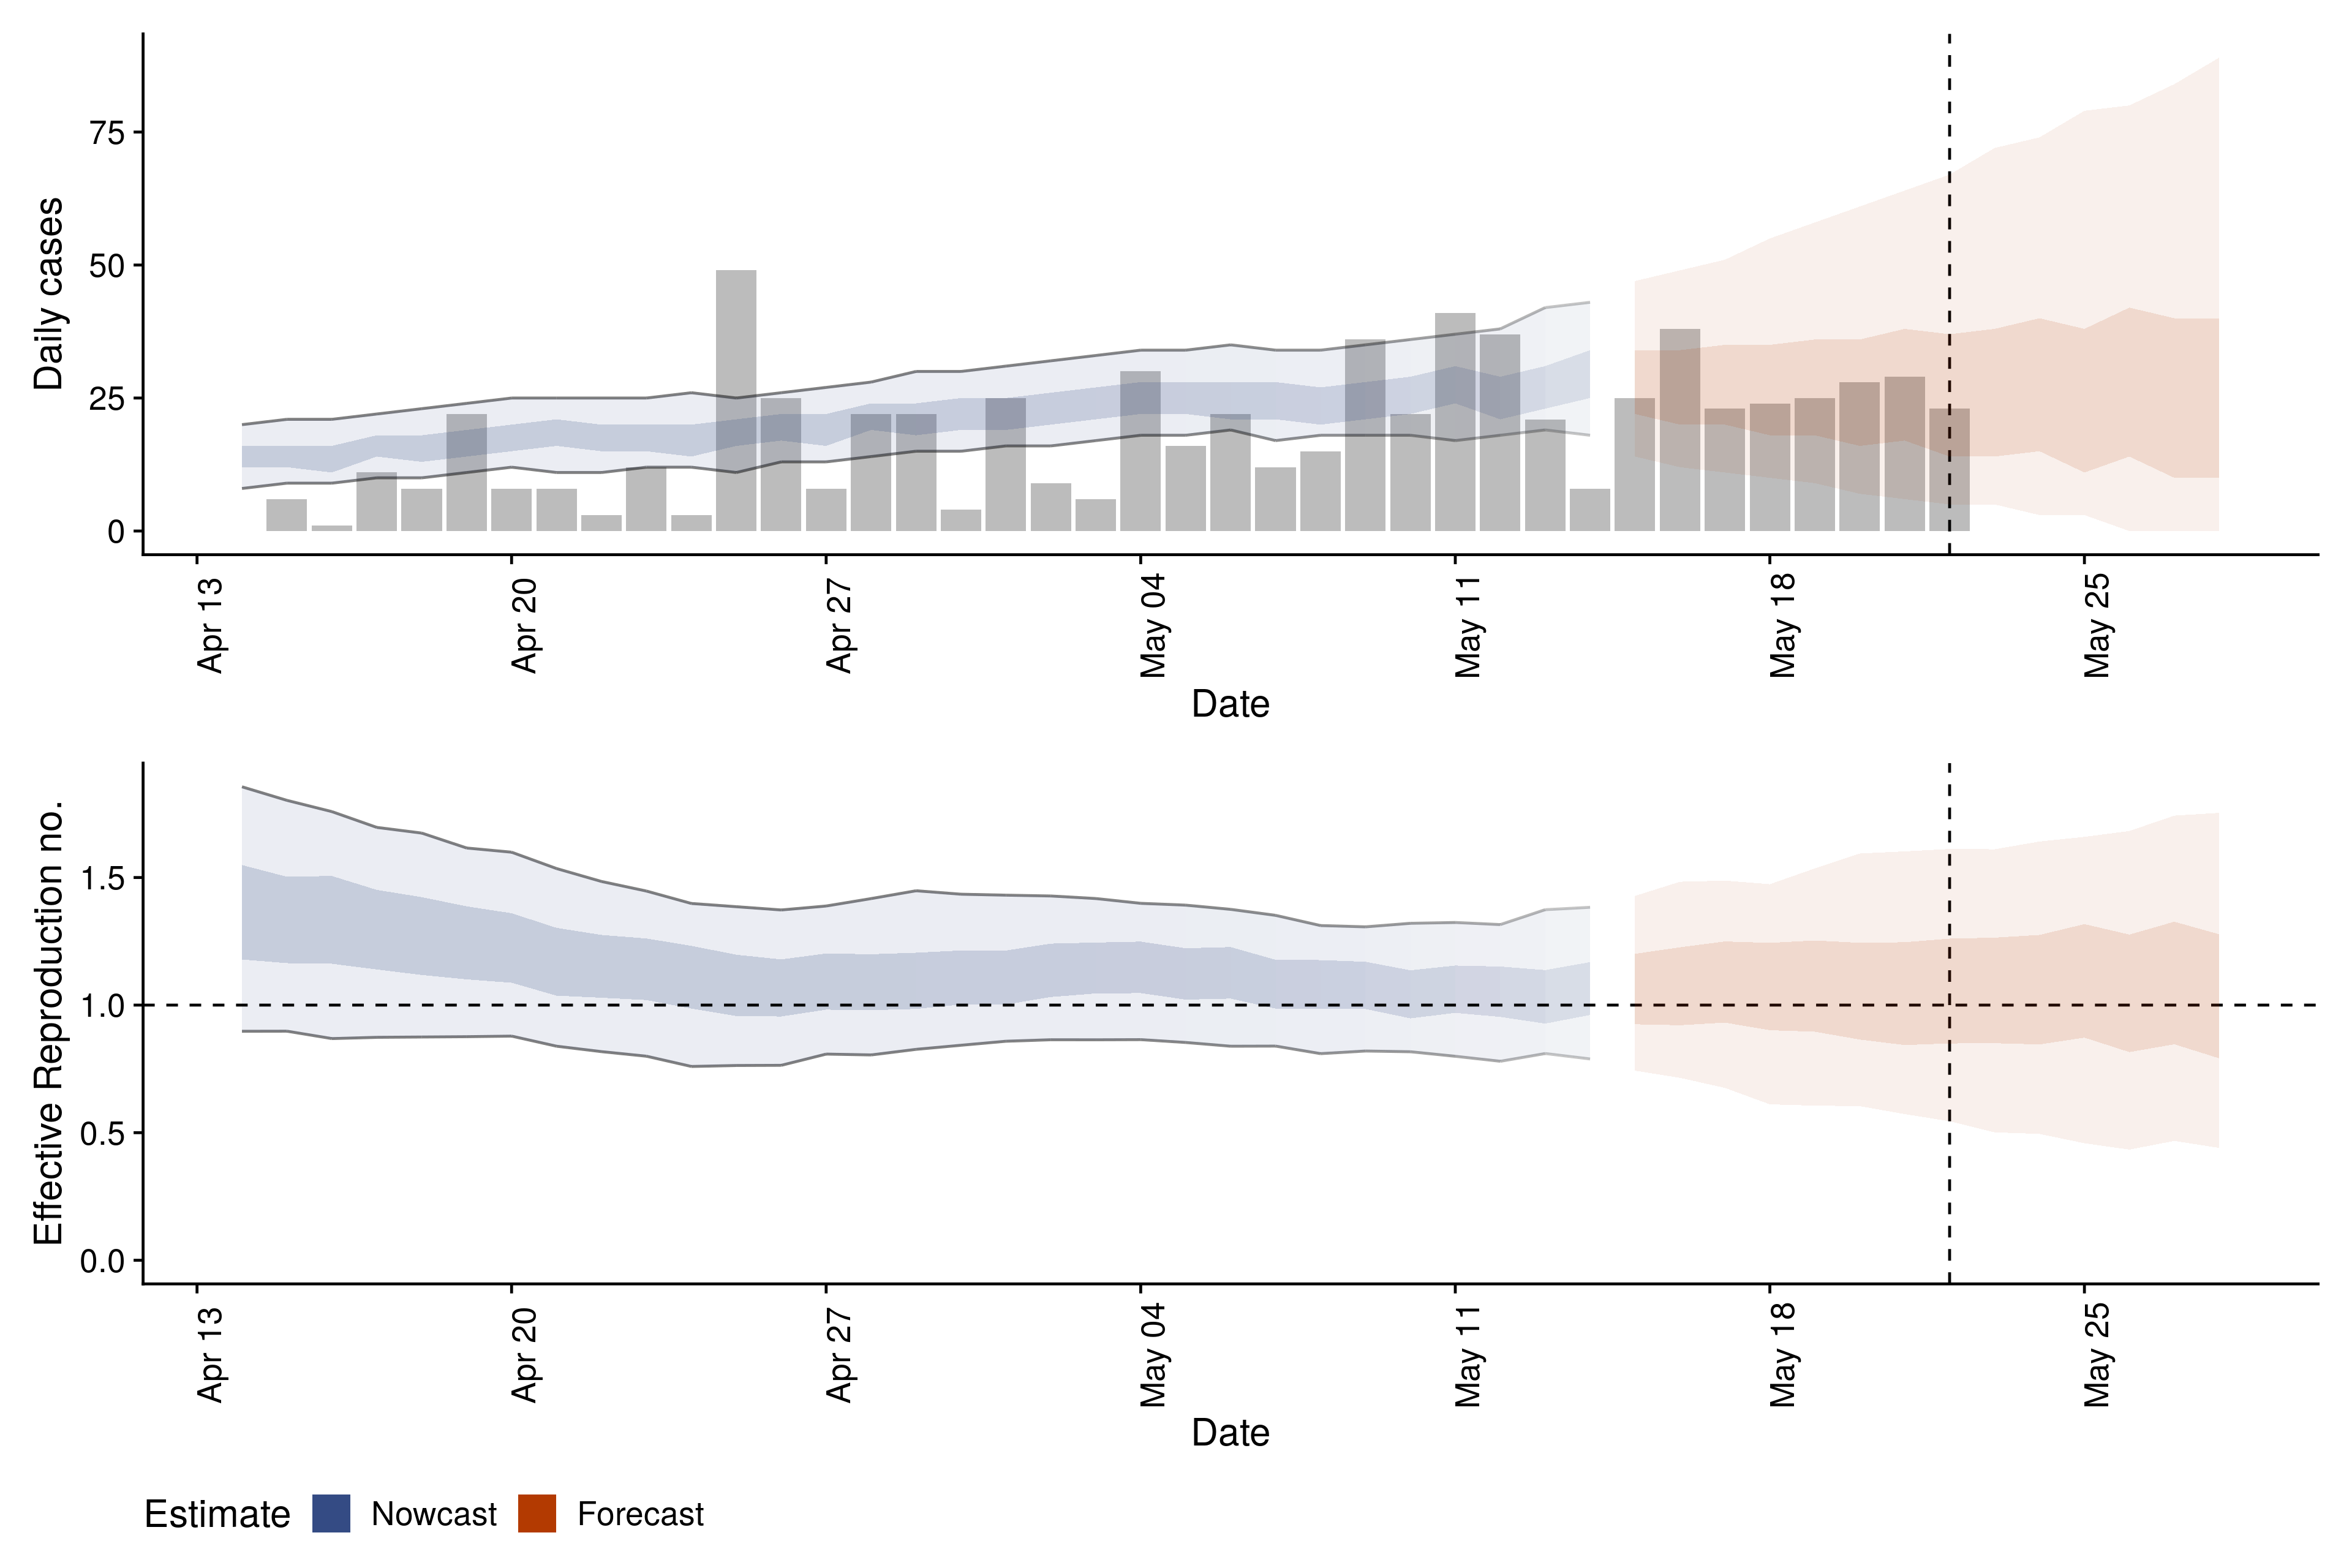 Daily cases
75
50
25
0
Apr 13
Apr 20
Apr 27
May 04
May 11
May 18
May 25
Date
Effective Reproduction no.
1.5
1.0
0.5
0.0
Apr 13
Apr 20
Apr 27
May 04
May 11
May 18
May 25
Date
Estimate Nowcast Forecast